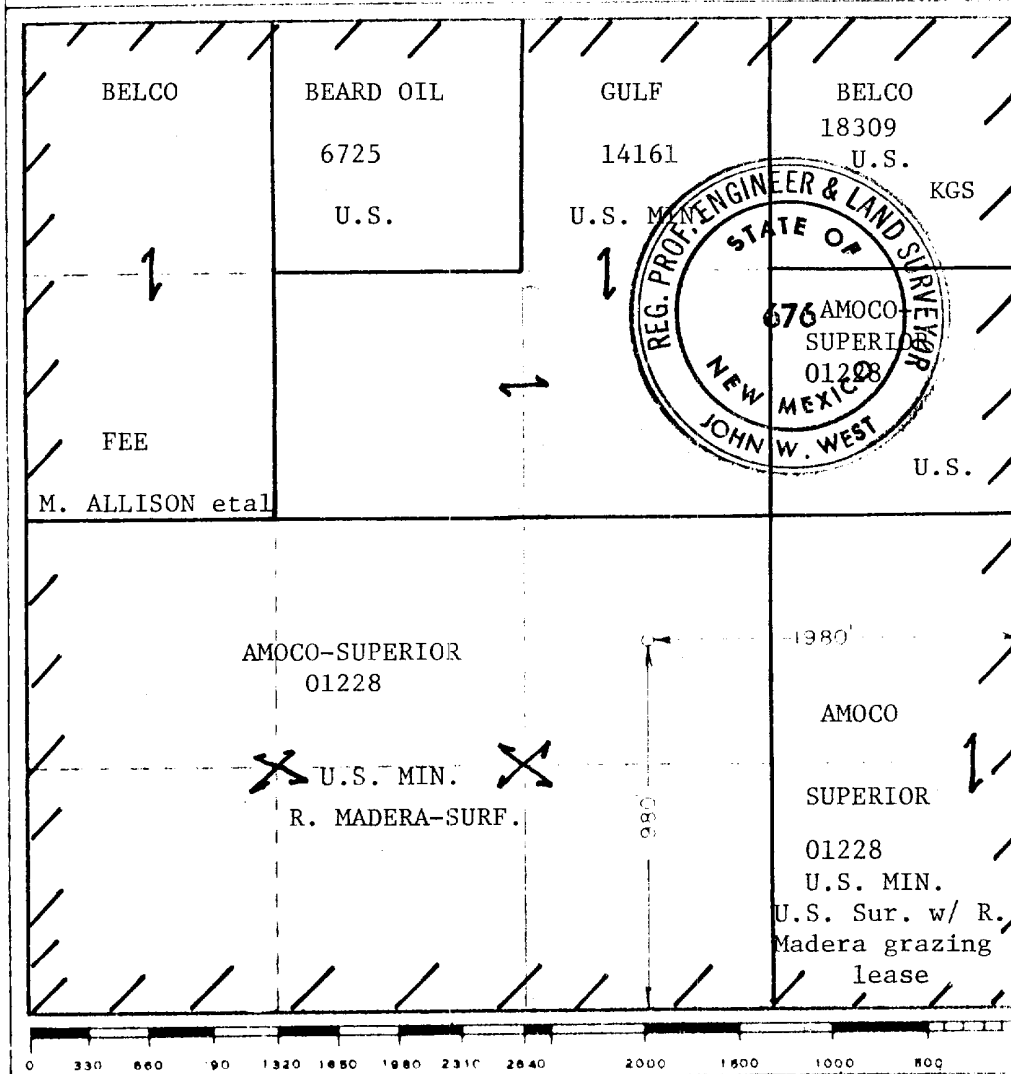 BELCO
BEARD OIL
GULF
BELCO
18309
6725
14161
U.S.
KGS
U.S.
U.S. MIN
REG. PROF. ENGINEER & LAND SURVEYOR
STATE OF
676
NEW MEXICO
JOHN W. WEST
AMOCO-
SUPERIOR
01228
FEE
U.S.
M. ALLISON etal
1980'
AMOCO-SUPERIOR
01228
AMOCO
U.S. MIN.
SUPERIOR
R. MADERA-SURF.
980
01228
U.S. MIN.
U.S. Sur. w/ R.
Madera grazing
lease
0 330 660 90 1320 1650 1980 2310 2640 2000 1500 1000 500